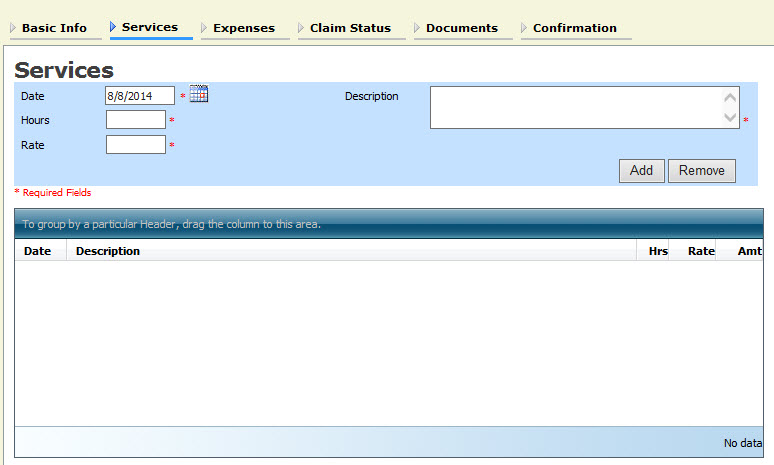 Basic Info Services Expenses Claim Status Documents Confirmation
Services
Date 8/8/2014 * Description *
Hours *
Rate *
Add Remove
* Required Fields
To group by a particular Header, drag the column to this area.
Date Description Hrs Rate Amt
No data